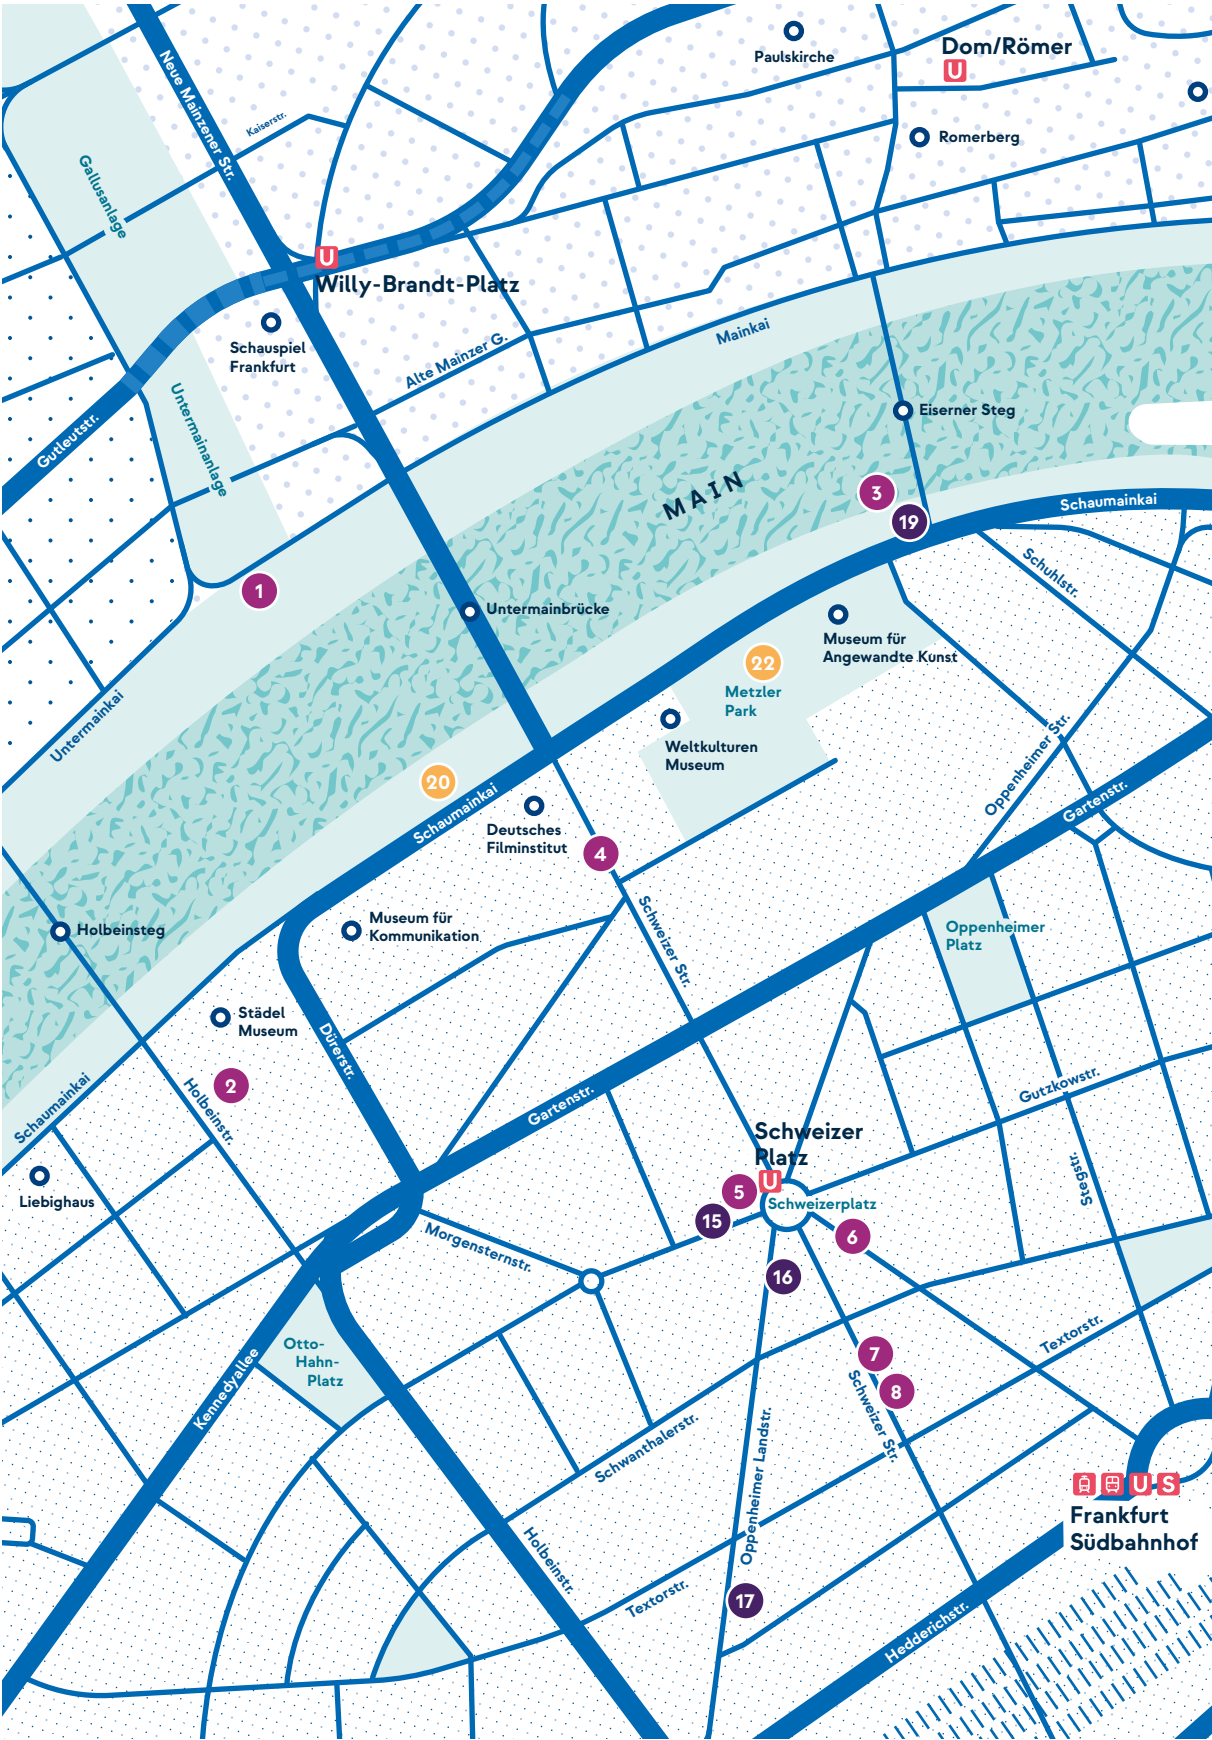 Paulskirche
Dom/Römer
U
Neue Mainzener Str.
Kaiserstr.
Romerberg
Gallusanlage
U
Willy-Brandt-Platz
Schauspiel
Frankfurt
Alte Mainzer G.
Mainkai
Untermainanlage
Gutleutstr.
Eiserner Steg
MAIN
3
19
Schaumainkai
Schuhlstr.
1
Untermainbrücke
Museum für
Angewandte Kunst
22
Metzler
Park
Untermainkai
Weltkulturen
Museum
Oppenheimer Str.
20
Schaumainkai
Gartenstr.
Deutsches
Filminstitut
4
Schweizer Str.
Museum für
Kommunikation
Holbeinsteg
Oppenheimer
Platz
Städel
Museum
Dürerstr.
2
Holbeinstr.
Schaumainkai
Gartenstr.
Gutzkowstr.
Schweizer
Platz
U
Stegstr.
Liebighaus
5
Schweizerplatz
15
6
Morgensternstr.
16
Otto-
Hahn-
Platz
Textorstr.
7
8
Kennedyallee
Schweizer Str.
Schwanthalerstr.
Oppenheimer Landstr.
U S
Frankfurt
Südbahnhof
Holbeinstr.
Textorstr.
17
Hedderichstr.